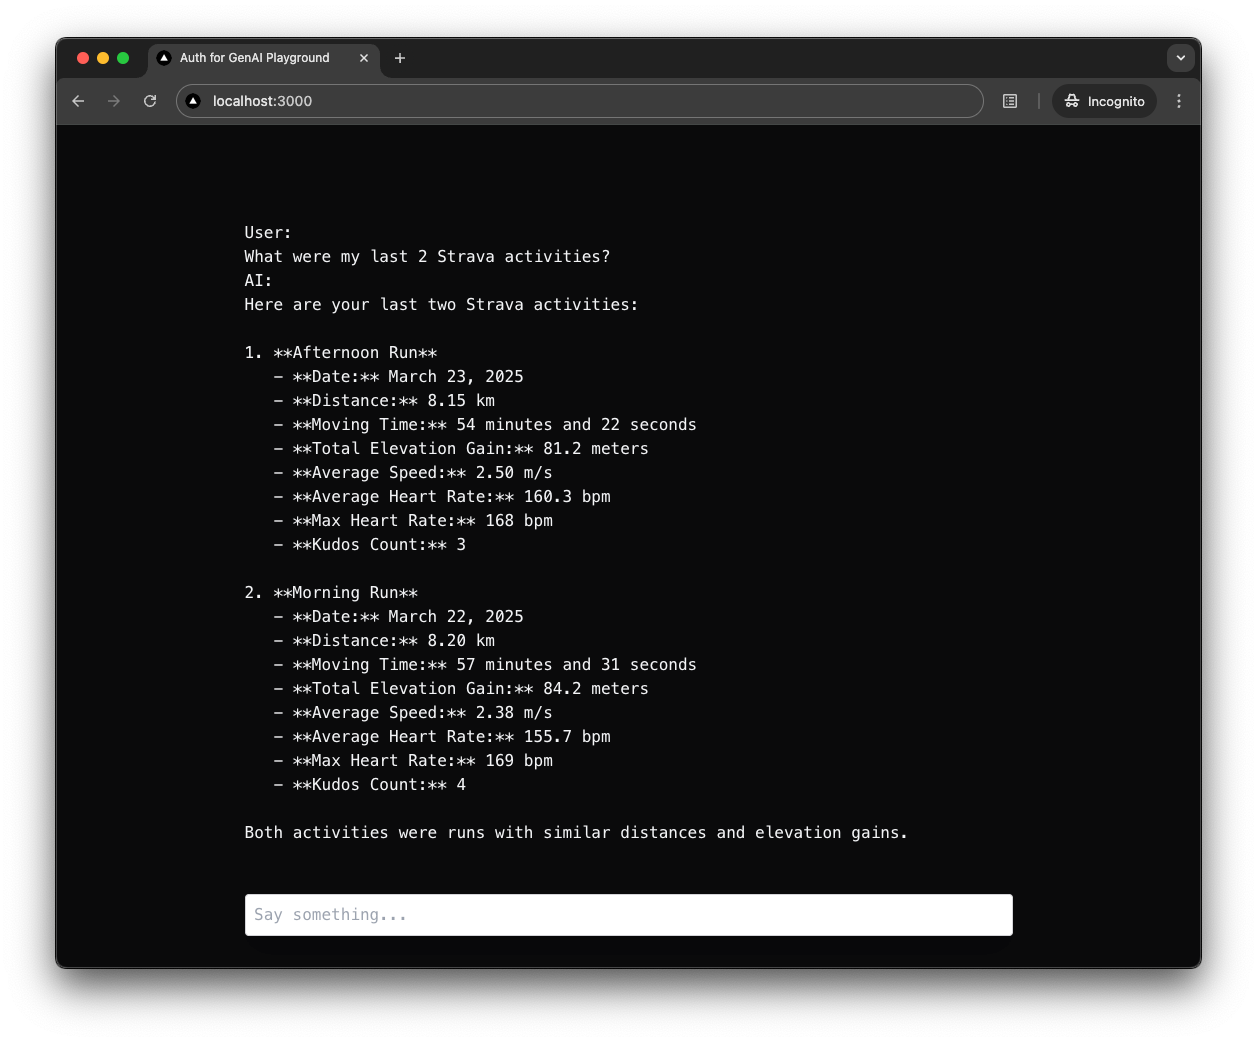 Auth for GenAI Playground
localhost:3000
Incognito
User:
What were my last 2 Strava activities?
AI:
Here are your last two Strava activities:
1. **Afternoon Run**
– **Date:** March 23, 2025
– **Distance:** 8.15 km
– **Moving Time:** 54 minutes and 22 seconds
– **Total Elevation Gain:** 81.2 meters
– **Average Speed:** 2.50 m/s
– **Average Heart Rate:** 160.3 bpm
– **Max Heart Rate:** 168 bpm
– **Kudos Count:** 3
2. **Morning Run**
– **Date:** March 22, 2025
– **Distance:** 8.20 km
– **Moving Time:** 57 minutes and 31 seconds
– **Total Elevation Gain:** 84.2 meters
– **Average Speed:** 2.38 m/s
– **Average Heart Rate:** 155.7 bpm
– **Max Heart Rate:** 169 bpm
– **Kudos Count:** 4
Both activities were runs with similar distances and elevation gains.
Say something...